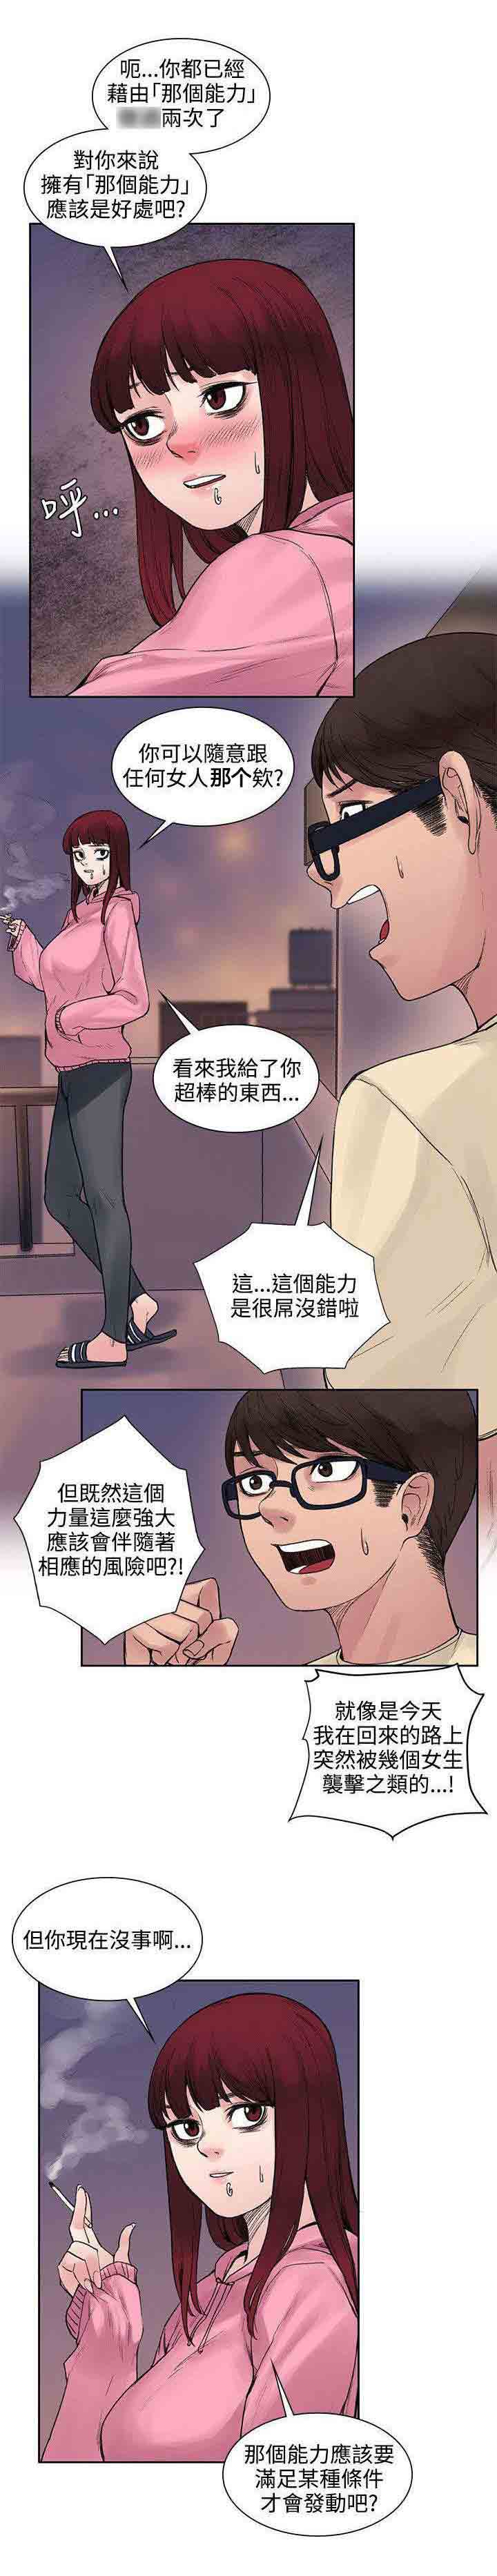 呃...你都已經
藉由「那個能力」
兩次了
對你來說
擁有「那個能力」
應該是好處吧?
呼...
你可以隨意跟
任何女人那个欸?
看來我給了你
超棒的東西...
這...這個能力
是很屌沒錯啦
但既然這個
力量這麼強大
應該會伴隨著
相應的風險吧?!
就像是今天
我在回來的路上
突然被幾個女生
襲擊之類的...!
但你現在沒事啊...
那個能力應該要
滿足某種條件
才會發動吧?